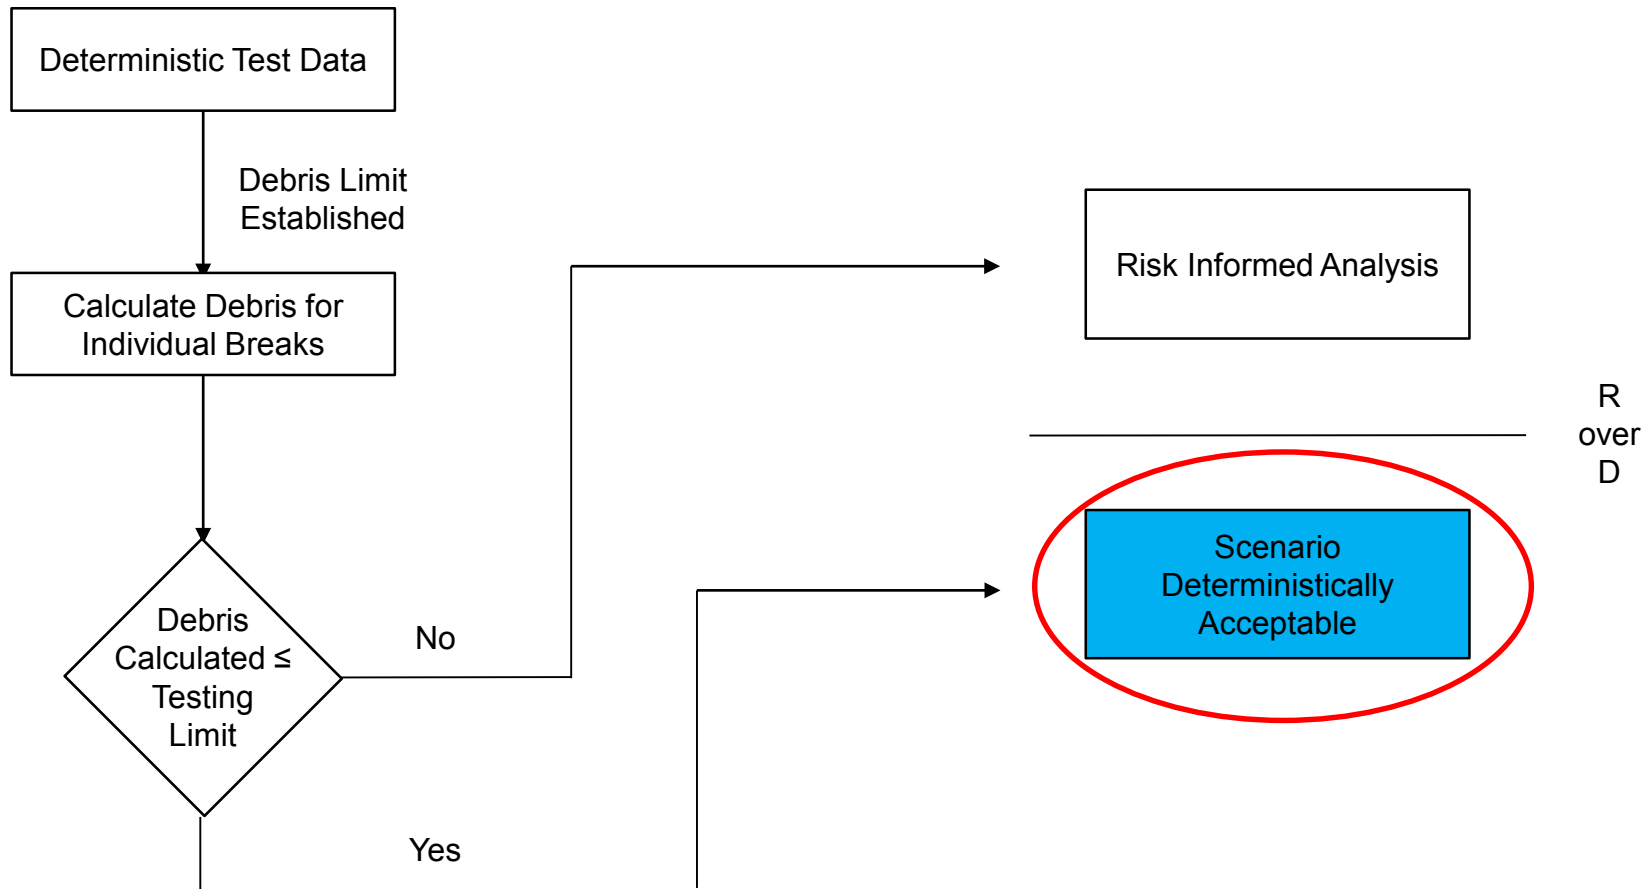 Deterministic Test Data
Debris Limit
Established
Calculate Debris for
Individual Breaks
Debris
Calculated ≤
Testing
Limit
No
Yes
Risk Informed Analysis
R
over
D
Scenario
Deterministically
Acceptable